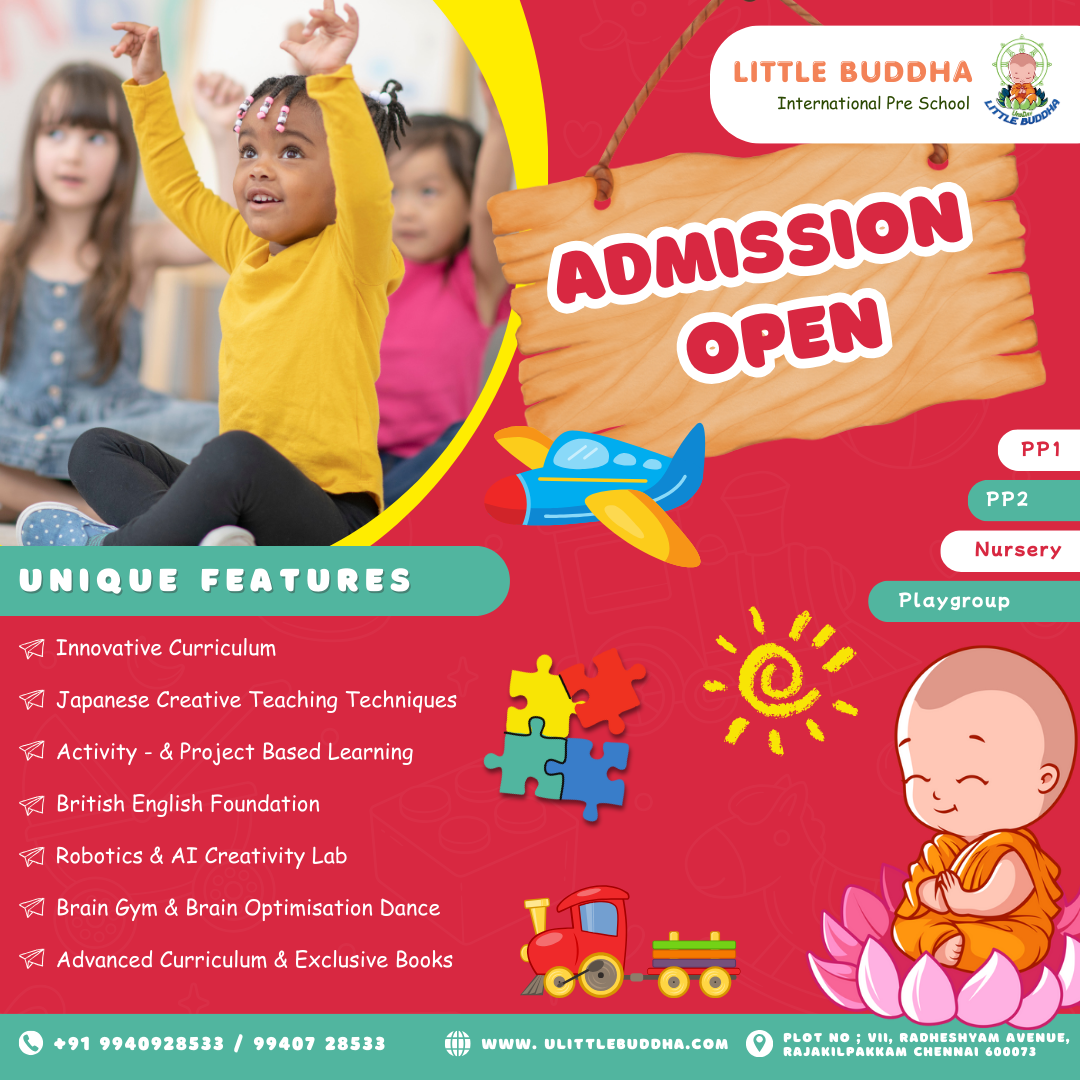 LITTLE BUDDHA
International Pre School
LITTLE BUDDHA
ADMISSION
OPEN
PP1
PP2
Nursery
Playgroup
UNIQUE FEATURES
Innovative Curriculum
Japanese Creative Teaching Techniques
Activity - & Project Based Learning
British English Foundation
Robotics & AI Creativity Lab
Brain Gym & Brain Optimisation Dance
Advanced Curriculum & Exclusive Books
+91 9940928533 / 99407 28533
WWW. ULITTLEBUDDHA.COM
PLOT NO ; VII, RADHESHYAM AVENUE,
RAJAKILPAKKAM CHENNAI 600073